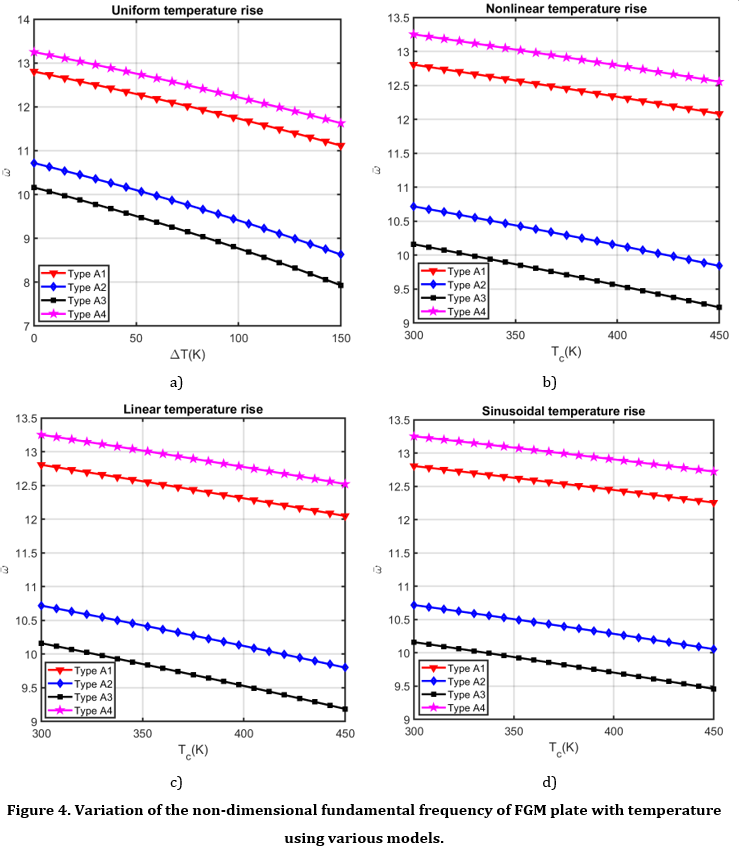 Uniform temperature rise
14
13
12
11
10
9
8
7
ω̄
Type A1
Type A2
Type A3
Type A4
0 50 100 150
ΔT(K)
a)
Nonlinear temperature rise
13.5
13
12.5
12
11.5
11
10.5
10
9.5
9
ω̄
Type A1
Type A2
Type A3
Type A4
300 350 400 450
Tc(K)
b)
Linear temperature rise
13.5
13
12.5
12
11.5
11
10.5
10
9.5
9
ω̄
Type A1
Type A2
Type A3
Type A4
300 350 400 450
Tc(K)
c)
Sinusoidal temperature rise
13.5
13
12.5
12
11.5
11
10.5
10
9.5
9
ω̄
Type A1
Type A2
Type A3
Type A4
300 350 400 450
Tc(K)
d)
Figure 4. Variation of the non-dimensional fundamental frequency of FGM plate with temperature
using various models.